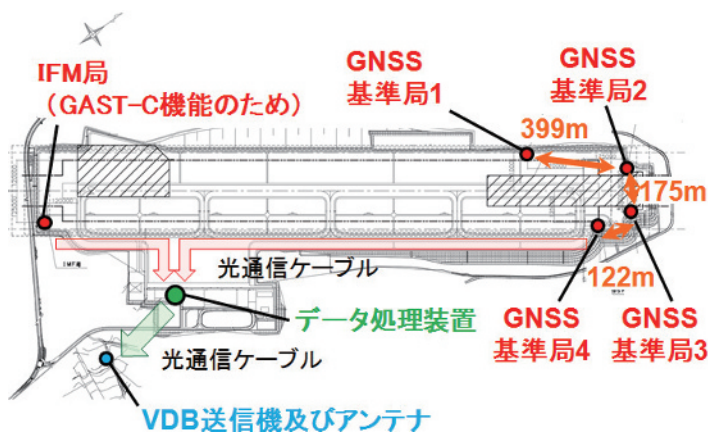 IFM局
（GAST-C機能のため）
GNSS
基準局1
GNSS
基準局2
399m
175m
122m
光通信ケーブル
データ処理装置
GNSS
基準局4
GNSS
基準局3
光通信ケーブル
VDB送信機及びアンテナ